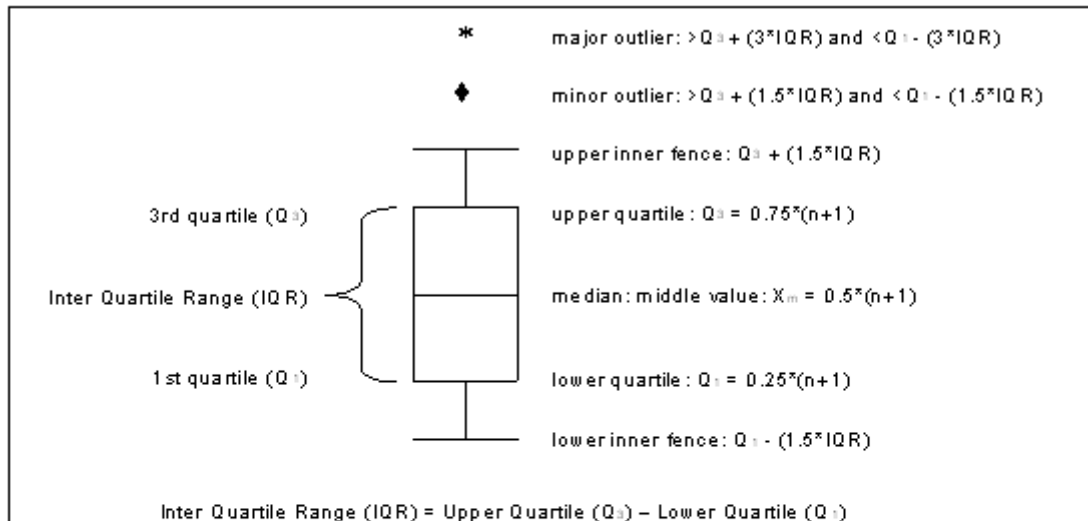 * major outlier: >Q3 + (3*IQR) and <Q1 - (3*IQR)
♦ minor outlier: >Q3 + (1.5*IQR) and <Q1 - (1.5*IQR)
upper inner fence: Q3 + (1.5*IQR)
3rd quartile (Q3)
upper quartile: Q3 = 0.75*(n+1)
Inter Quartile Range (IQR)
median: middle value: Xm = 0.5*(n+1)
1st quartile (Q1)
lower quartile: Q1 = 0.25*(n+1)
lower inner fence: Q1 - (1.5*IQR)
Inter Quartile Range (IQR) = Upper Quartile (Q3) – Lower Quartile (Q1)